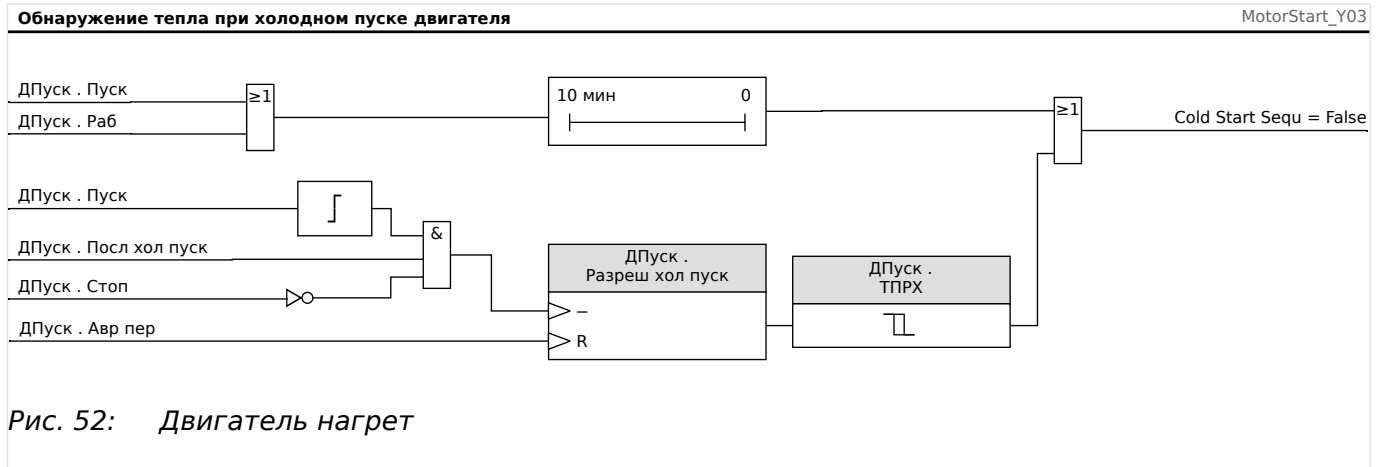 Обнаружение тепла при холодном пуске двигателя
MotorStart_Y03
ДПуск . Пуск
ДПуск . Раб
≥1
10 мин 0
≥1
Cold Start Sequ = False
ДПуск . Пуск
ДПуск . Посл хол пуск
ДПуск . Стоп
ДПуск . Авр пер
&
ДПуск .
Разреш хол пуск
−
R
ДПуск .
ТПРХ
Рис. 52: Двигатель нагрет